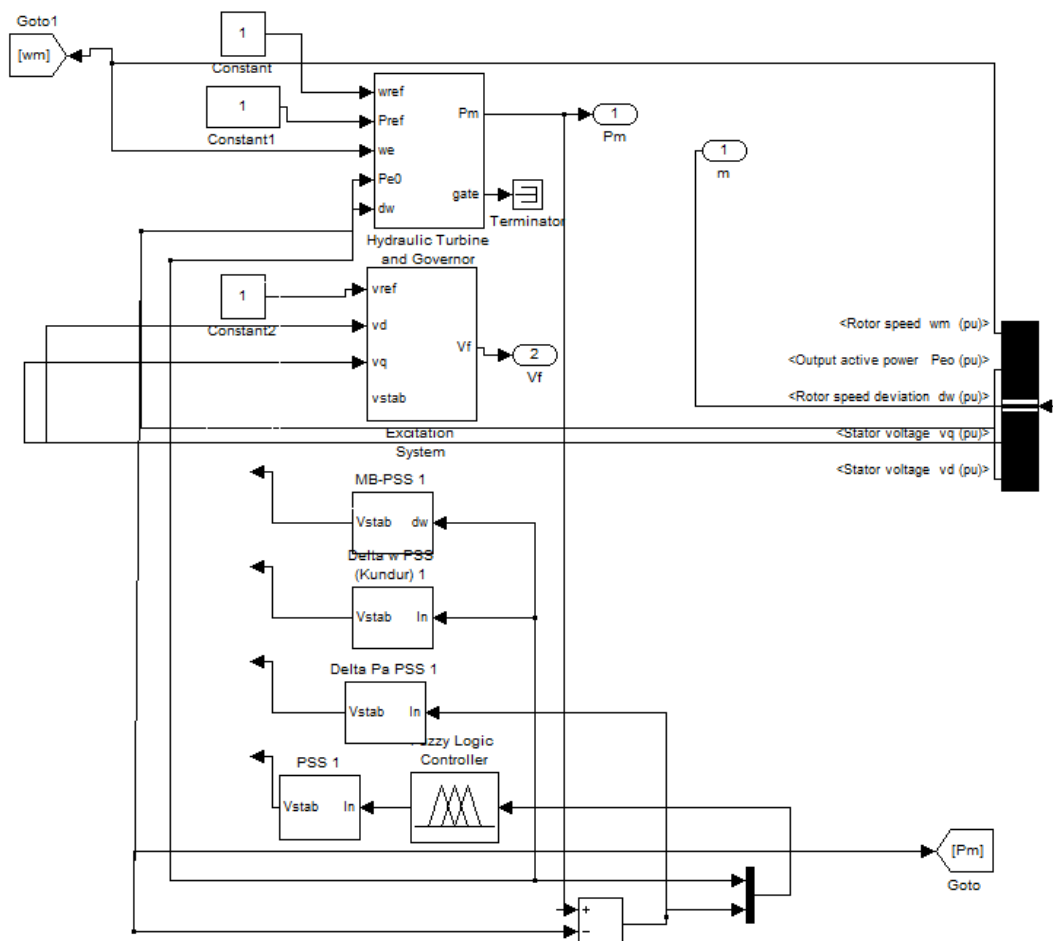 Goto1
[wm]
1
Constant
1
Constant1
wref
Pref
we
Pe0
dw
Pm
gate
Hydraulic Turbine
and Governor
1
Pm
Terminator
1
m
1
Constant2
vref
vd
vq
vstab
Vf
Excitation
System
2
Vf
<Rotor speed wm (pu)>
<Output active power Peo (pu)>
<Rotor speed deviation dw (pu)>
<Stator voltage vq (pu)>
<Stator voltage vd (pu)>
MB-PSS 1
Vstab dw
Delta w PSS
(Kundur) 1
Vstab In
Delta Pa PSS 1
Vstab In
Logic
Controller
PSS 1
Vstab In
[Pm]
Goto
+
−